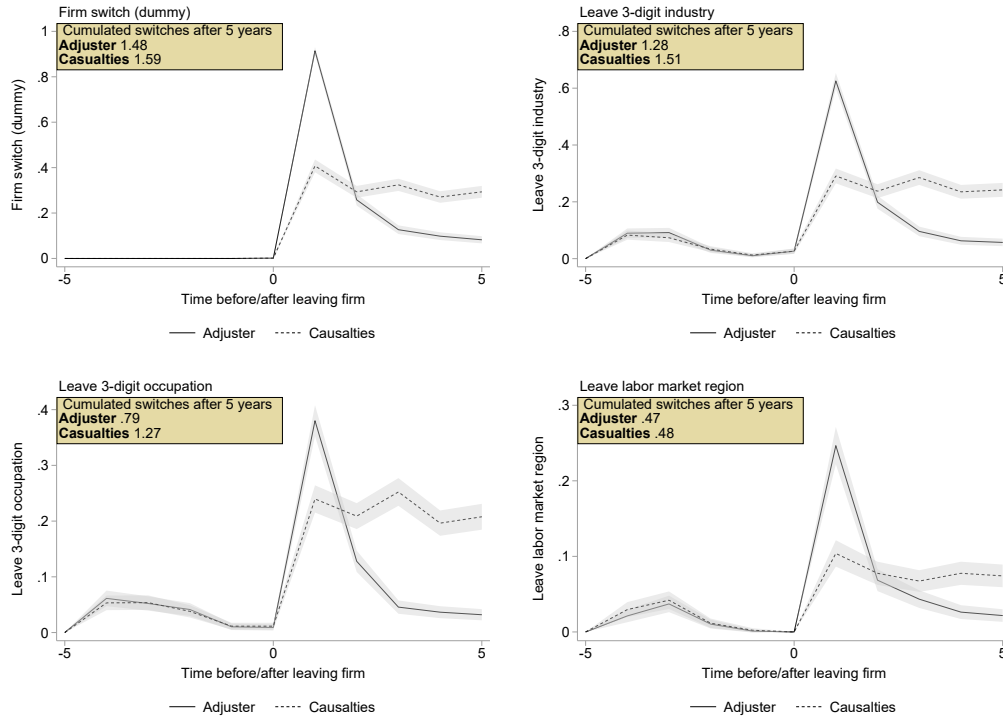 Firm switch (dummy)
Cumulated switches after 5 years
Adjuster 1.48
Casualties 1.59
1
.8
.6
.4
.2
0
Firm switch (dummy)
-5
0
5
Time before/after leaving firm
Adjuster
Causalties
Leave 3-digit industry
Cumulated switches after 5 years
Adjuster 1.28
Casualties 1.51
.8
.6
.4
.2
0
Leave 3-digit industry
-5
0
5
Time before/after leaving firm
Adjuster
Causalties
Leave 3-digit occupation
Cumulated switches after 5 years
Adjuster .79
Casualties 1.27
.4
.3
.2
.1
0
Leave 3-digit occupation
-5
0
5
Time before/after leaving firm
Adjuster
Causalties
Leave labor market region
Cumulated switches after 5 years
Adjuster .47
Casualties .48
.3
.2
.1
0
Leave labor market region
-5
0
5
Time before/after leaving firm
Adjuster
Causalties